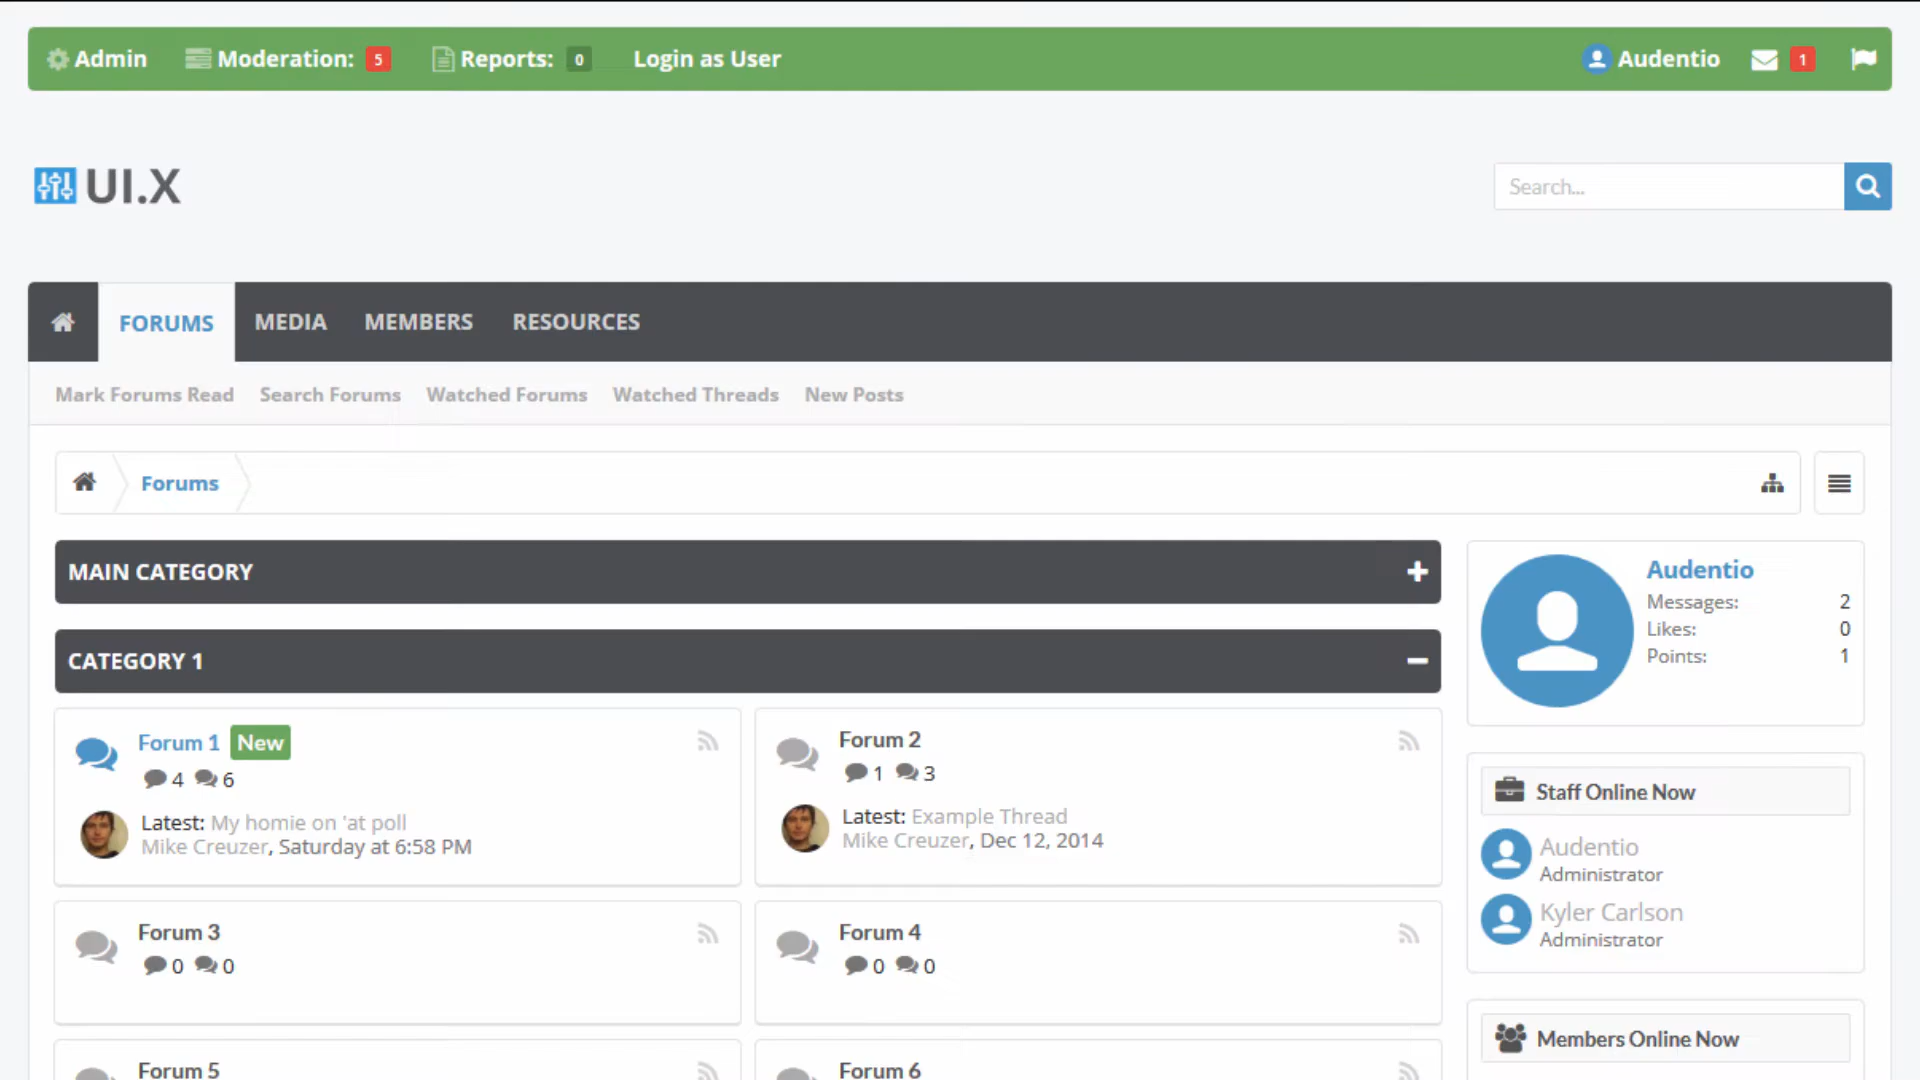 Admin Moderation: 5 Reports: 0 Login as User Audentio 1
UI.X
Search...
FORUMS MEDIA MEMBERS RESOURCES
Mark Forums Read Search Forums Watched Forums Watched Threads New Posts
Forums
MAIN CATEGORY
CATEGORY 1
Forum 1 New
4 6
Latest: My homie on 'at poll
Mike Creuzer, Saturday at 6:58 PM
Forum 2
1 3
Latest: Example Thread
Mike Creuzer, Dec 12, 2014
Forum 3
0 0
Forum 4
0 0
Forum 5
Forum 6
Audentio
Messages: 2
Likes: 0
Points: 1
Staff Online Now
Audentio
Administrator
Kyler Carlson
Administrator
Members Online Now